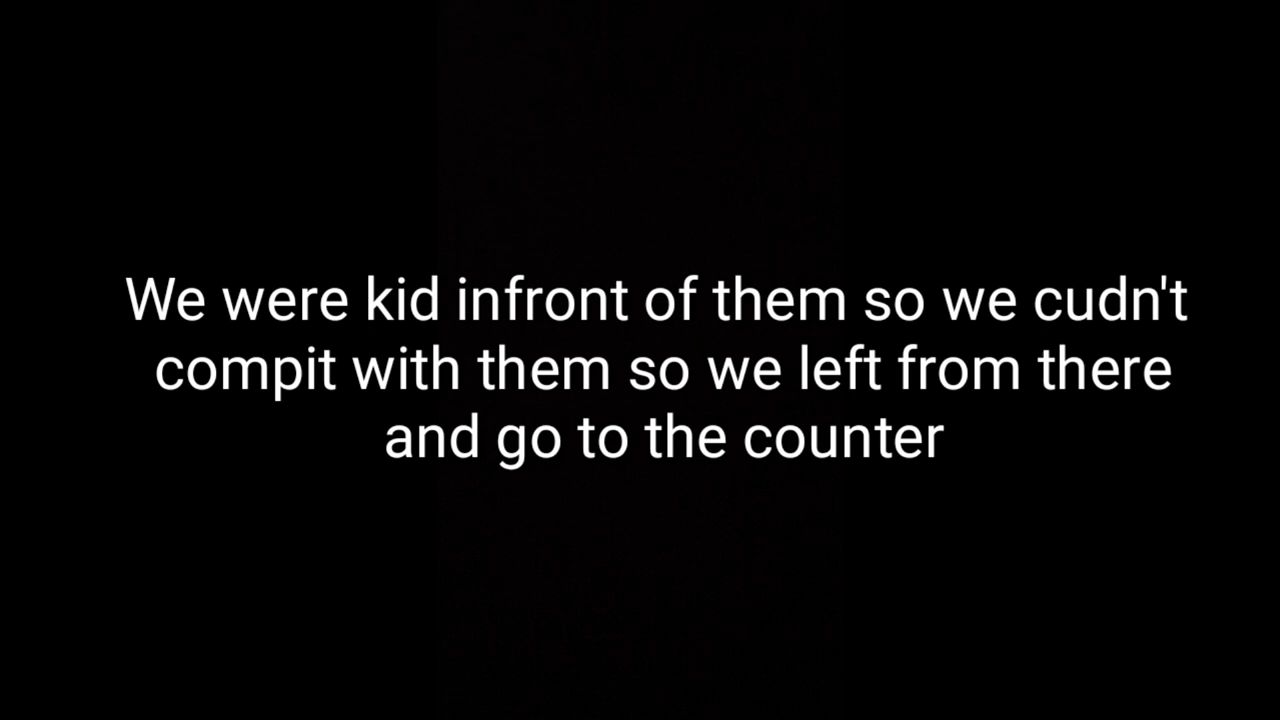 We were kid infront of them so we cudn't
compit with them so we left from there
and go to the counter